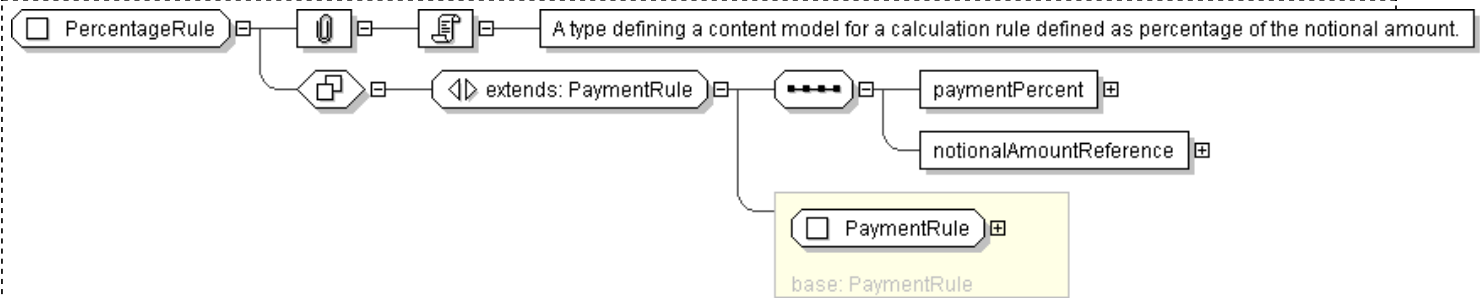 PercentageRule
A type defining a content model for a calculation rule defined as percentage of the notional amount.
extends: PaymentRule
paymentPercent
notionalAmountReference
PaymentRule
base: PaymentRule